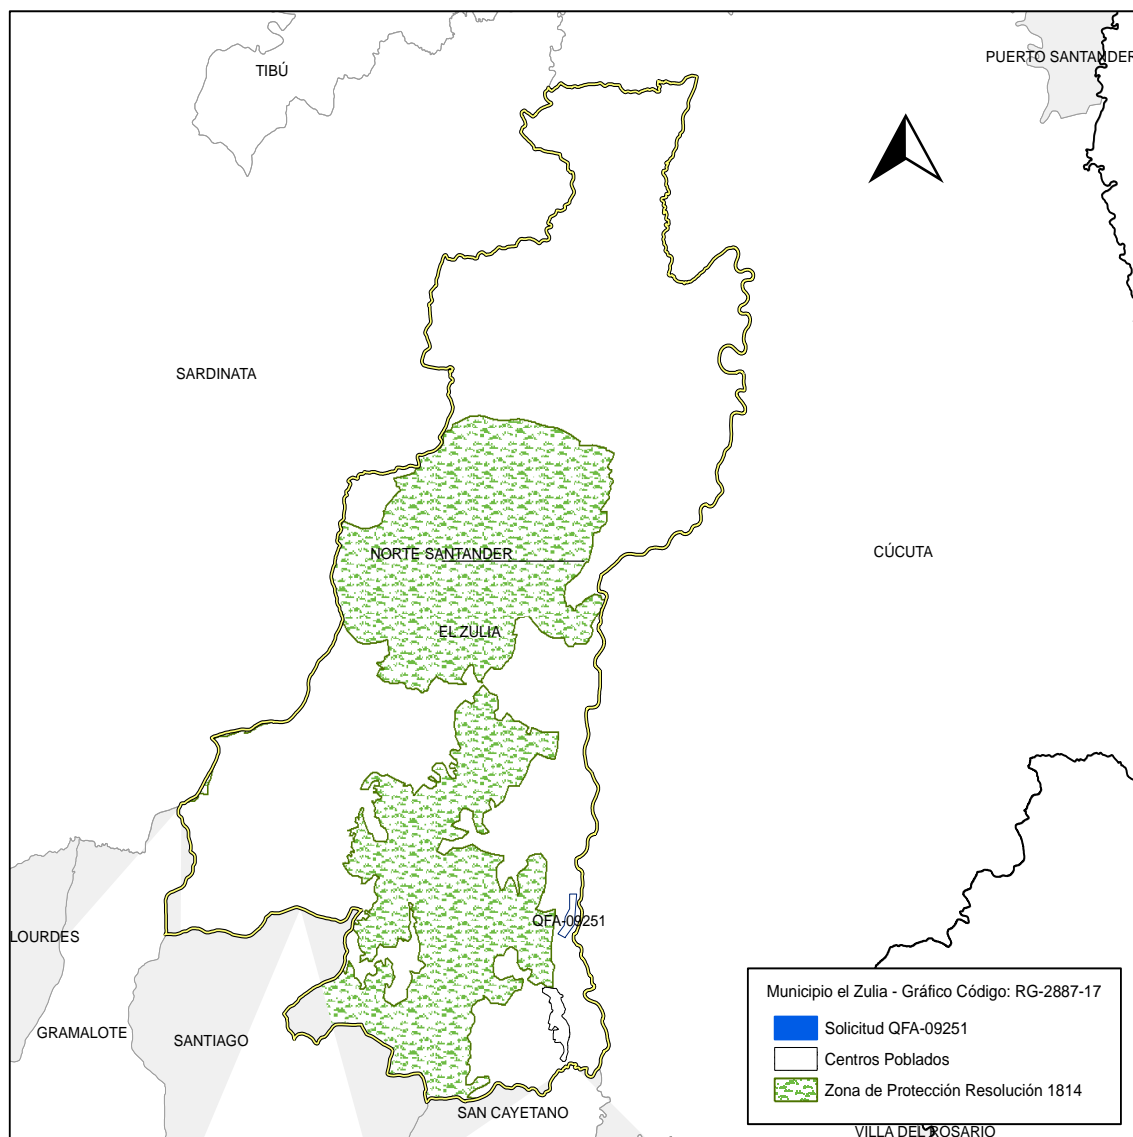 TIBÚ
PUERTO SANTANDER
SARDINATA
NORTE SANTANDER
CÚCUTA
EL ZULIA
QFA-09251
LOURDES
GRAMALOTE
SANTIAGO
SAN CAYETANO
Municipio el Zulia - Gráfico Código: RG-2887-17
Solicitud QFA-09251
Centros Poblados
Zona de Protección Resolución 1814
VILLA DEL ROSARIO